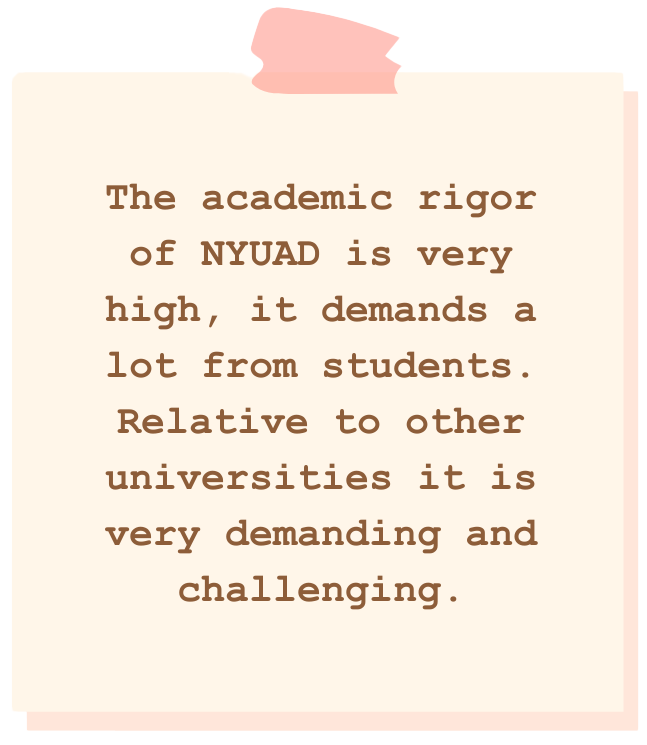 The academic rigor
of NYUAD is very
high, it demands a
lot from students.
Relative to other
universities it is
very demanding and
challenging.